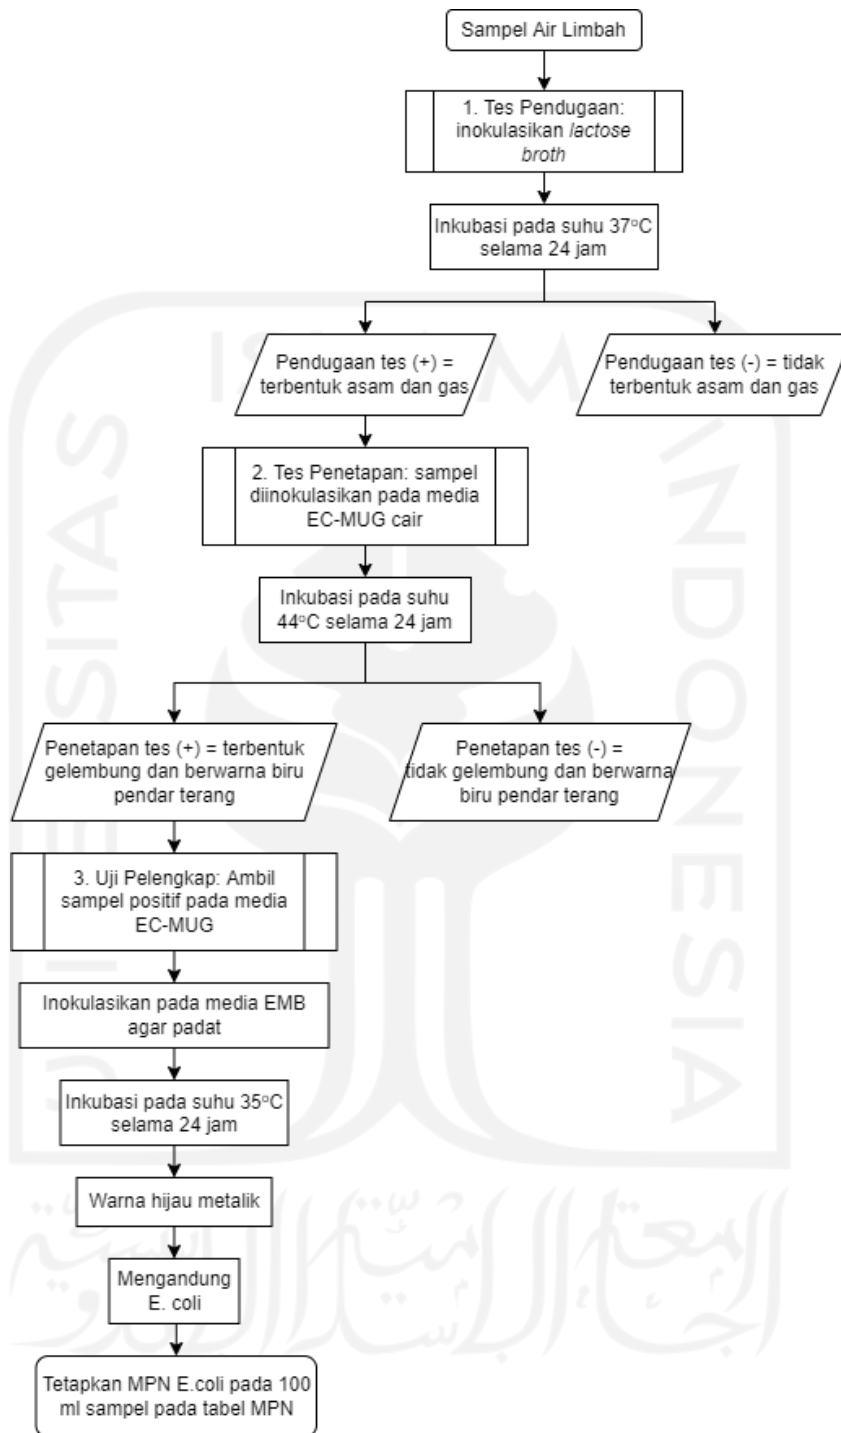 Sampel Air Limbah
1. Tes Pendugaan:
inokulasikan lactose
broth
Inkubasi pada suhu 37°C
selama 24 jam
Pendugaan tes (+) =
terbentuk asam dan gas
Pendugaan tes (-) = tidak
terbentuk asam dan gas
2. Tes Penetapan: sampel
diinokulasikan pada media
EC-MUG cair
Inkubasi pada suhu
44°C selama 24 jam
Penetapan tes (+) = terbentuk
gelembung dan berwarna biru
pendar terang
Penetapan tes (-) =
tidak gelembung dan berwarna
biru pendar terang
3. Uji Pelengkap: Ambil
sampel positif pada media
EC-MUG
Inokulasikan pada media EMB
agar padat
Inkubasi pada suhu 35°C
selama 24 jam
Warna hijau metalik
Mengandung
E. coli
Tetapkan MPN E.coli pada 100
ml sampel pada tabel MPN
INDONESIA